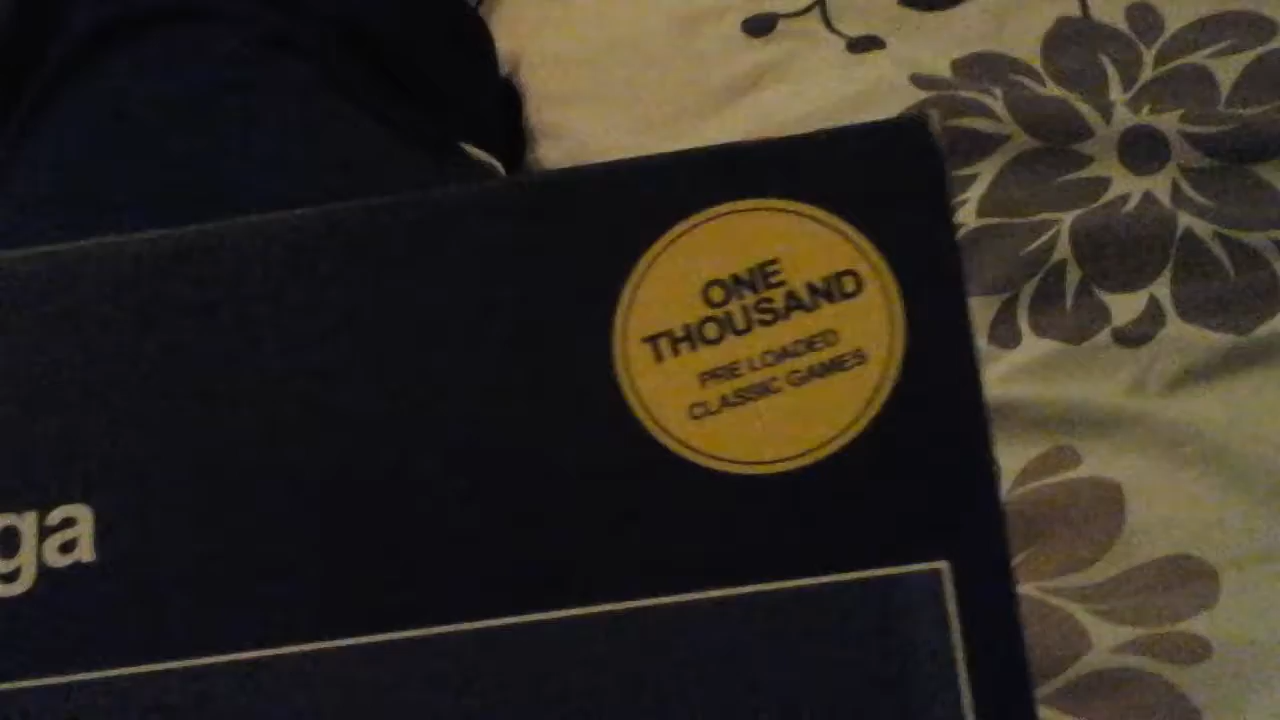 ONE
THOUSAND
PRE LOADED
CLASSIC GAMES
ga